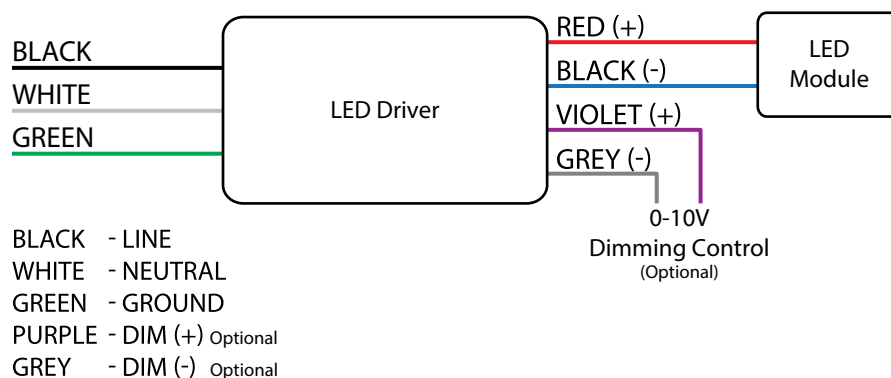 BLACK
WHITE
GREEN
LED Driver
RED (+)
BLACK (-)
VIOLET (+)
GREY (-)
LED
Module
0-10V
Dimming Control
(Optional)
BLACK - LINE
WHITE - NEUTRAL
GREEN - GROUND
PURPLE - DIM (+) Optional
GREY - DIM (-) Optional